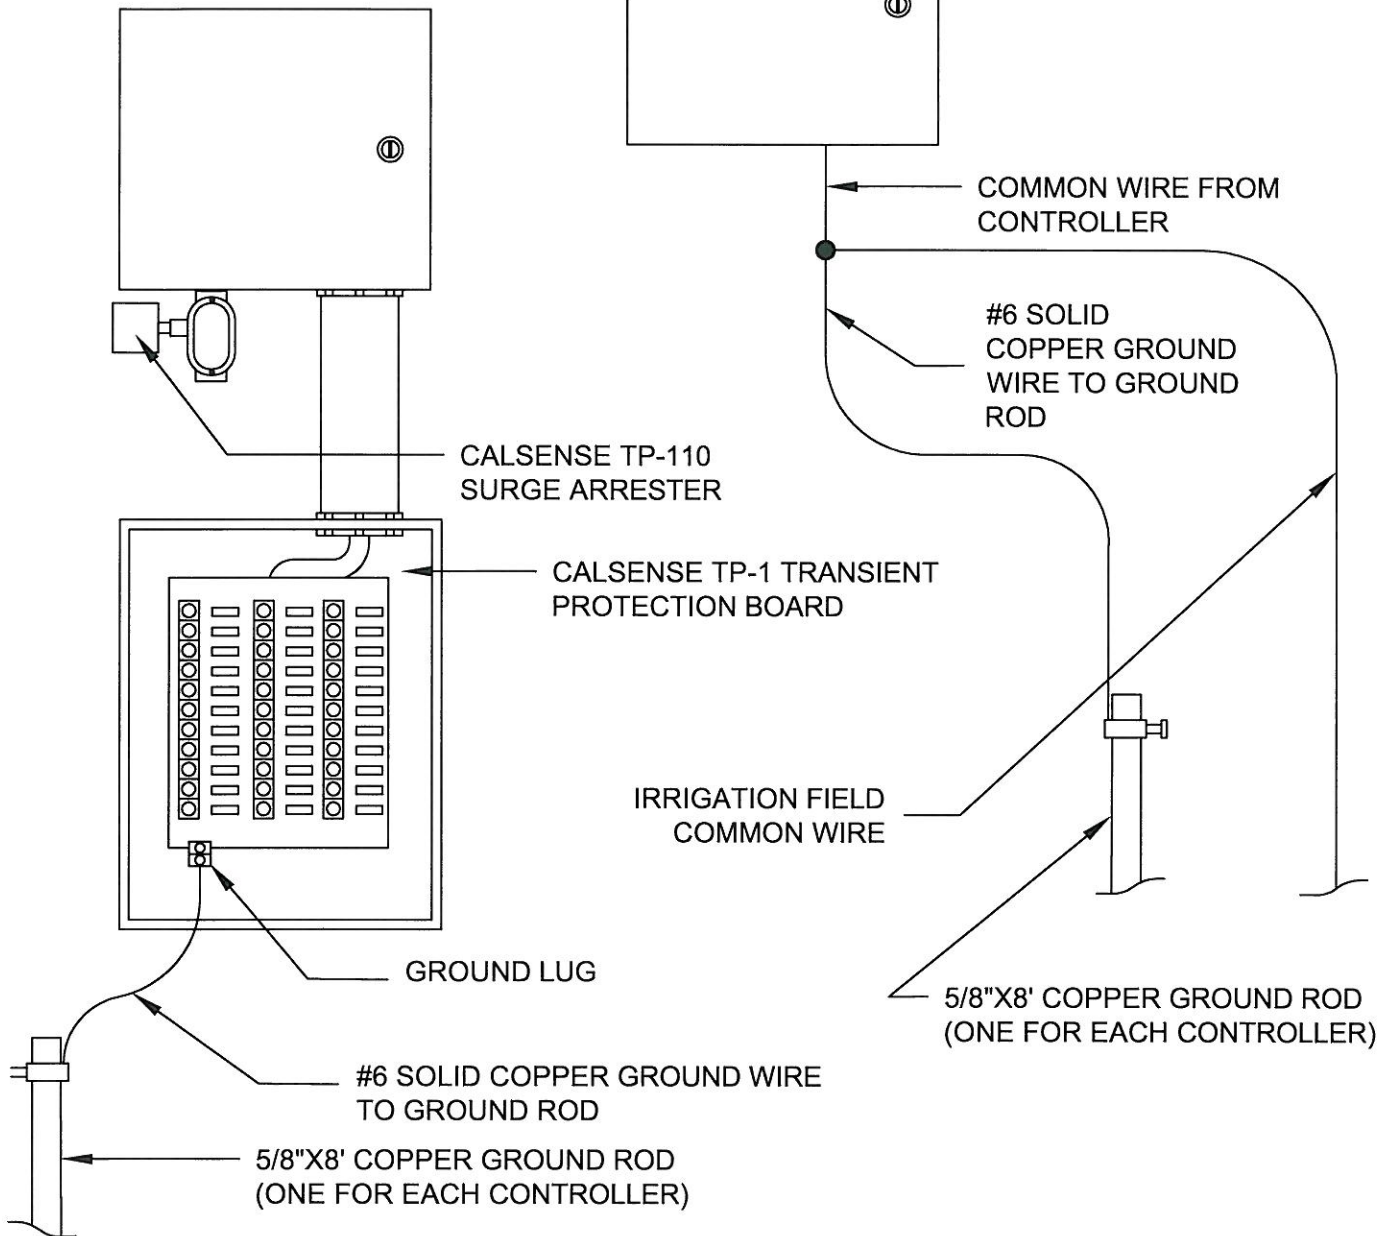 COMMON WIRE FROM
CONTROLLER
#6 SOLID
COPPER GROUND
WIRE TO GROUND
ROD
CALSENSE TP-110
SURGE ARRESTER
CALSENSE TP-1 TRANSIENT
PROTECTION BOARD
IRRIGATION FIELD
COMMON WIRE
GROUND LUG
5/8"X8' COPPER GROUND ROD
(ONE FOR EACH CONTROLLER)
#6 SOLID COPPER GROUND WIRE
TO GROUND ROD
5/8"X8' COPPER GROUND ROD
(ONE FOR EACH CONTROLLER)